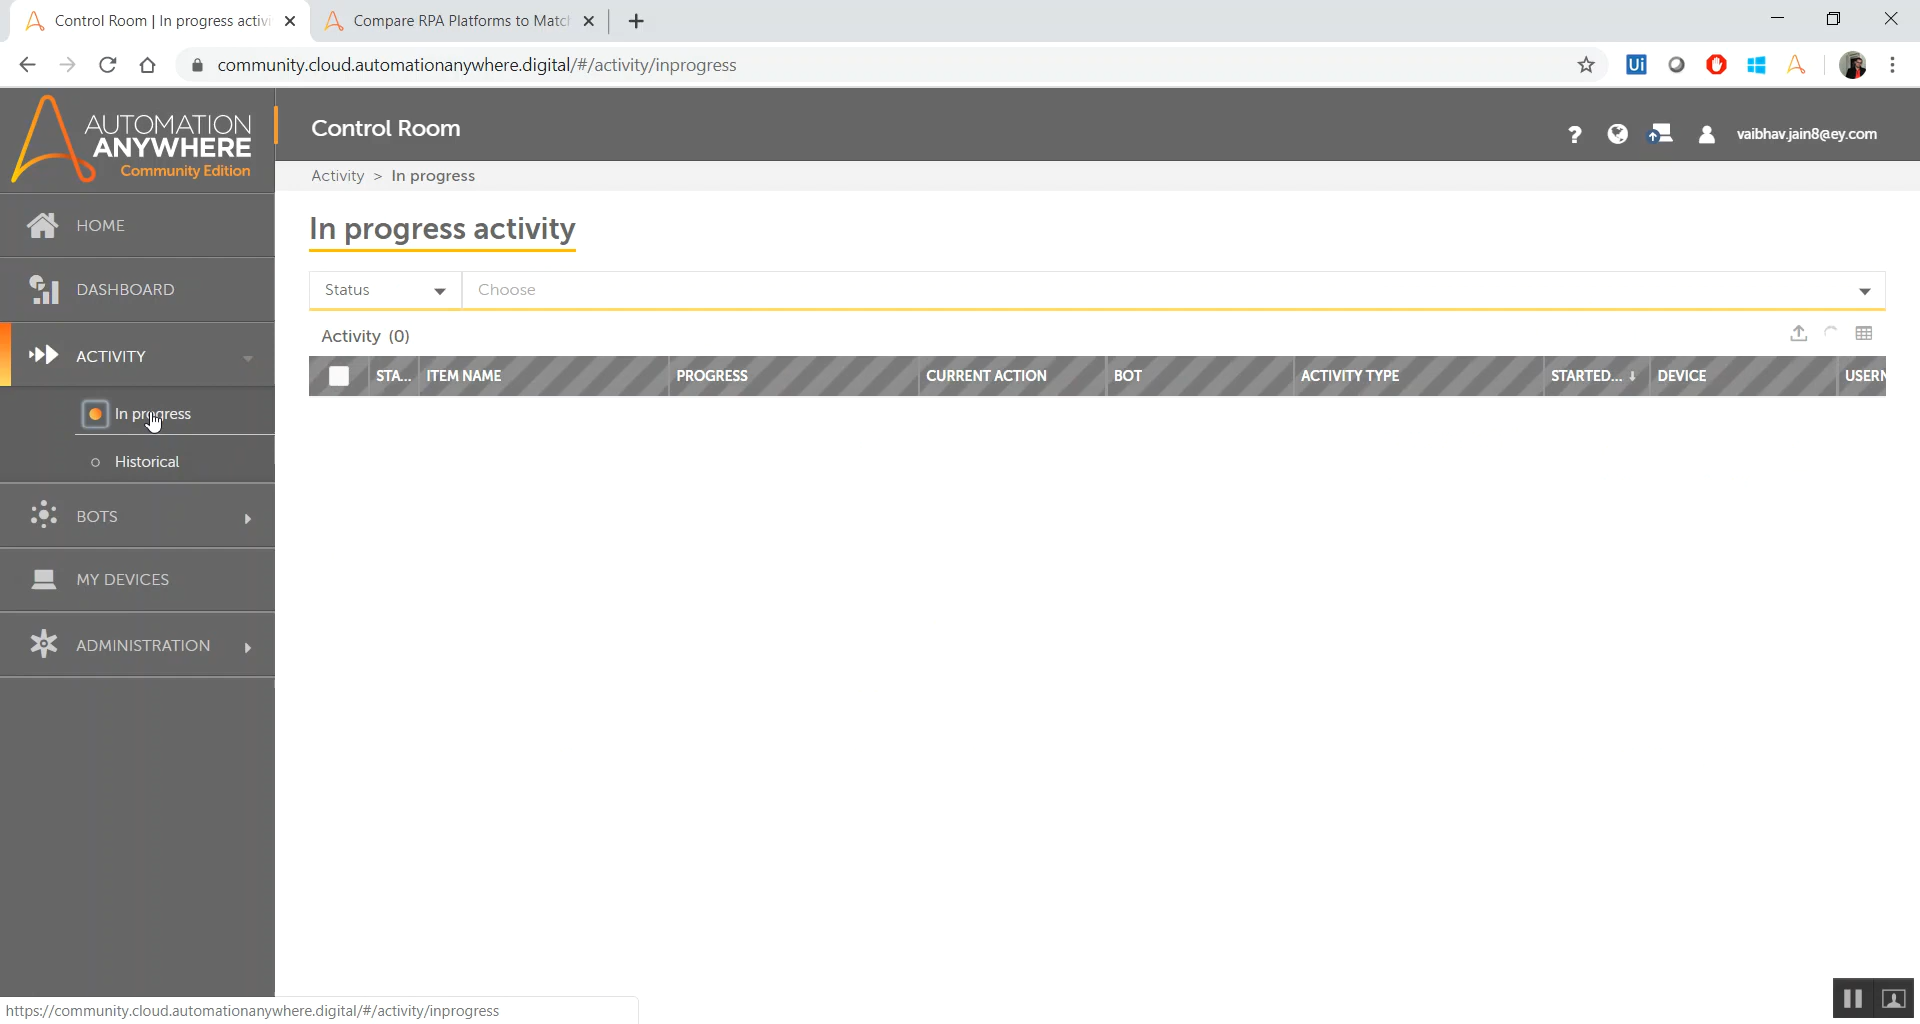 Control Room | In progress activi
Compare RPA Platforms to Matc
community.cloud.automationanywhere.digital/#/activity/inprogress
Ui
AUTOMATION
ANYWHERE
Community Edition
Control Room
?
vaibhav.jain8@ey.com
Activity > In progress
HOME
DASHBOARD
ACTIVITY
In progress
Historical
BOTS
MY DEVICES
ADMINISTRATION
In progress activity
Status
Choose
Activity (0)
STA... ITEM NAME PROGRESS CURRENT ACTION BOT ACTIVITY TYPE STARTED... DEVICE USERN
https://community.cloud.automationanywhere.digital/#/activity/inprogress